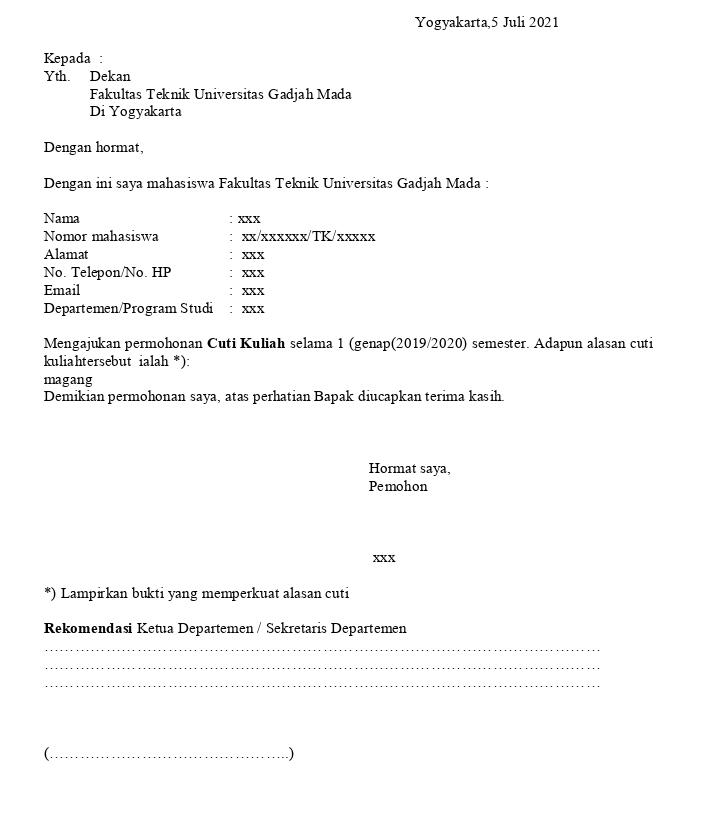 Yogyakarta,5 Juli 2021
Kepada :
Yth. Dekan
Fakultas Teknik Universitas Gadjah Mada
Di Yogyakarta
Dengan hormat,
Dengan ini saya mahasiswa Fakultas Teknik Universitas Gadjah Mada :
Nama : xxx
Nomor mahasiswa : xx/xxxxxx/TK/xxxxx
Alamat : xxx
No. Telepon/No. HP : xxx
Email : xxx
Departemen/Program Studi : xxx
Mengajukan permohonan Cuti Kuliah selama 1 (genap(2019/2020) semester. Adapun alasan cuti
kuliahtersebut ialah *):
magang
Demikian permohonan saya, atas perhatian Bapak diucapkan terima kasih.
Hormat saya,
Pemohon
xxx
*) Lampirkan bukti yang memperkuat alasan cuti
Rekomendasi Ketua Departemen / Sekretaris Departemen
………………………………………………………………………………………………
………………………………………………………………………………………………
………………………………………………………………………………………………
(………………………………………..)